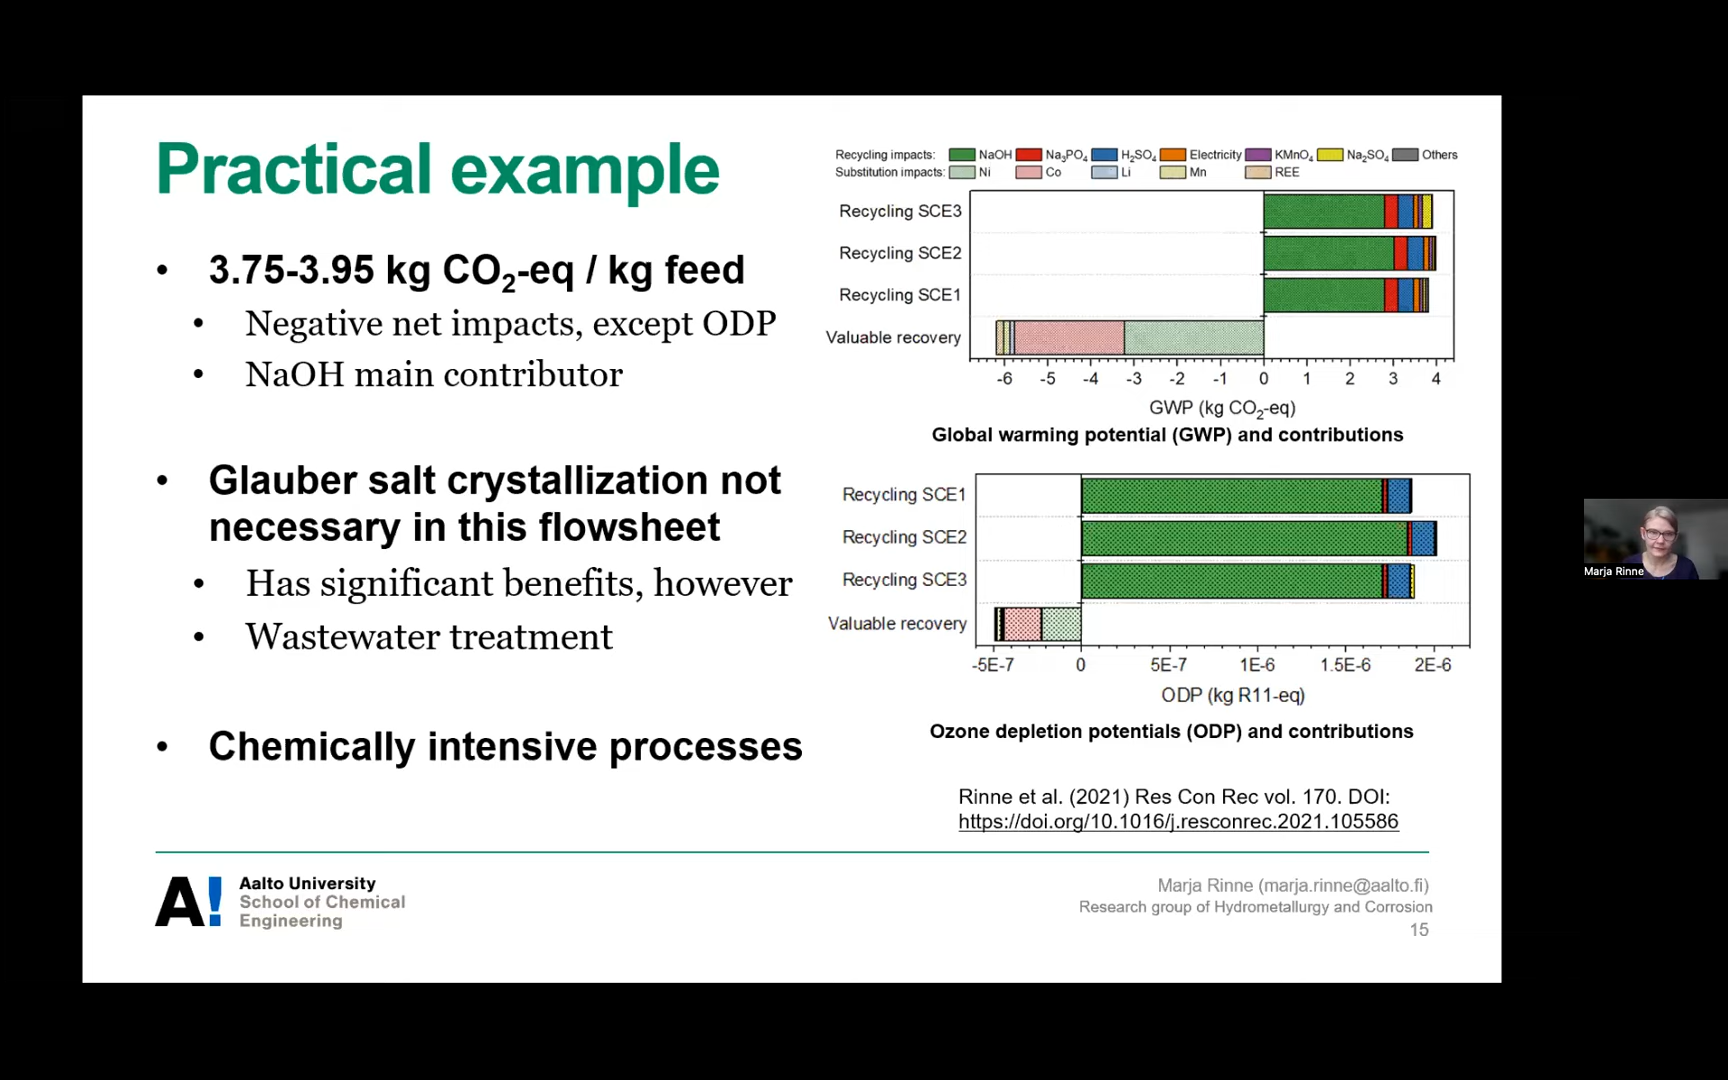 Practical example
• 3.75-3.95 kg CO₂-eq / kg feed
• Negative net impacts, except ODP
• NaOH main contributor
• Glauber salt crystallization not
necessary in this flowsheet
• Has significant benefits, however
• Wastewater treatment
• Chemically intensive processes
Recycling impacts: NaOH Na₃PO₄ H₂SO₄ Electricity KMnO₄ Na₂SO₄ Others
Substitution impacts: Ni Co Li Mn REE
Recycling SCE3
Recycling SCE2
Recycling SCE1
Valuable recovery
-6 -5 -4 -3 -2 -1 0 1 2 3 4
GWP (kg CO₂-eq)
Global warming potential (GWP) and contributions
Recycling SCE1
Recycling SCE2
Recycling SCE3
Valuable recovery
-5E-7 0 5E-7 1E-6 1.5E-6 2E-6
ODP (kg R11-eq)
Ozone depletion potentials (ODP) and contributions
Rinne et al. (2021) Res Con Rec vol. 170. DOI:
https://doi.org/10.1016/j.resconrec.2021.105586
A!
Aalto University
School of Chemical
Engineering
Marja Rinne (marja.rinne@aalto.fi)
Research group of Hydrometallurgy and Corrosion
15
Marja Rinne